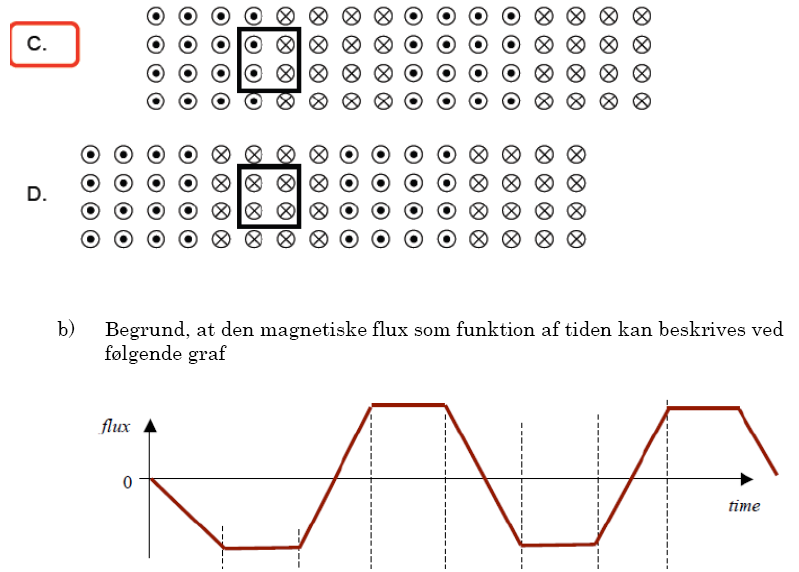 C.
D.
b) Begrund, at den magnetiske flux som funktion af tiden kan beskrives ved
følgende graf
flux
0
time